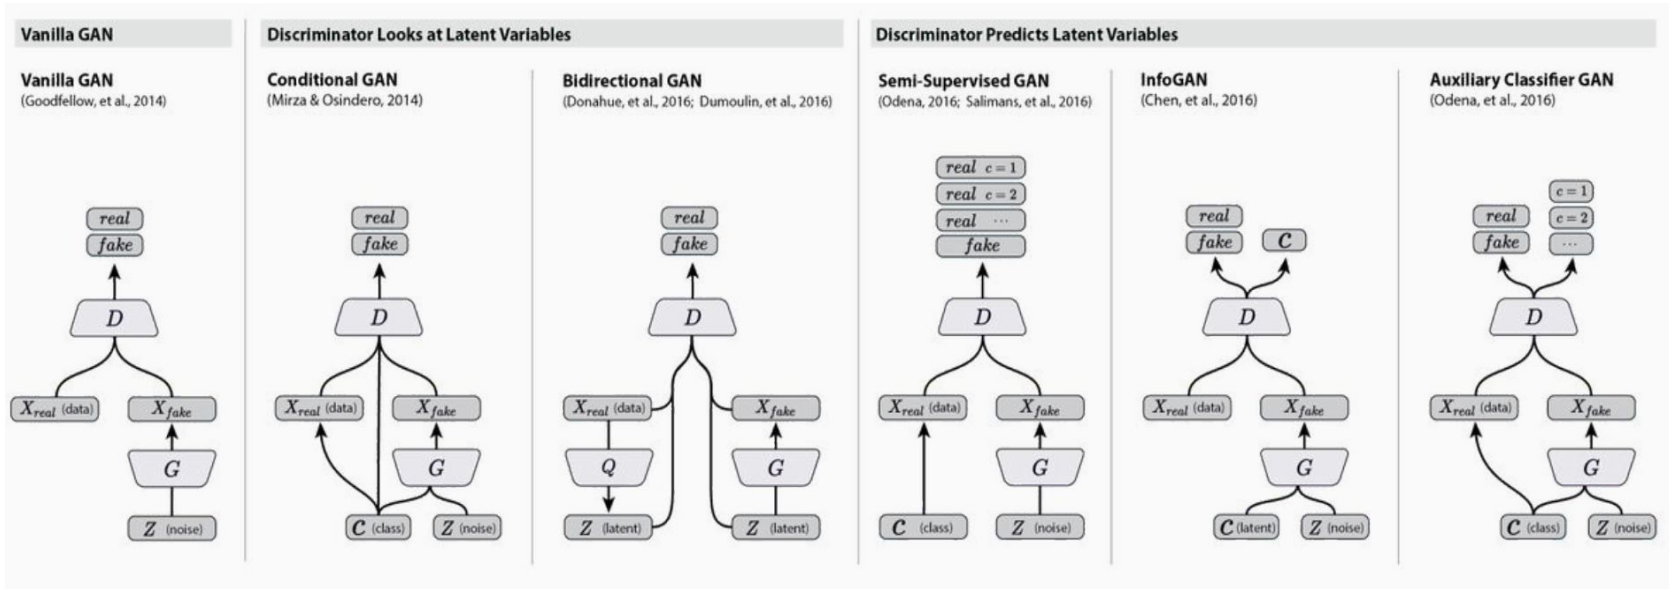 Vanilla GAN
Vanilla GAN
(Goodfellow, et al., 2014)
real
fake
D
X_real (data)
X_fake
G
Z (noise)
Discriminator Looks at Latent Variables
Conditional GAN
(Mirza & Osindero, 2014)
real
fake
D
X_real (data)
X_fake
G
C (class)
Z (noise)
Bidirectional GAN
(Donahue, et al., 2016; Dumoulin, et al., 2016)
real
fake
D
X_real (data)
X_fake
Q
G
Z (latent)
Z (latent)
Discriminator Predicts Latent Variables
Semi-Supervised GAN
(Odena, 2016; Salimans, et al., 2016)
real c = 1
real c = 2
real ...
fake
D
X_real (data)
X_fake
G
C (class)
Z (noise)
InfoGAN
(Chen, et al., 2016)
real
fake
C
D
X_real (data)
X_fake
G
C (latent)
Z (noise)
Auxiliary Classifier GAN
(Odena, et al., 2016)
real
fake
c = 1
c = 2
...
D
X_real (data)
X_fake
G
C (class)
Z (noise)